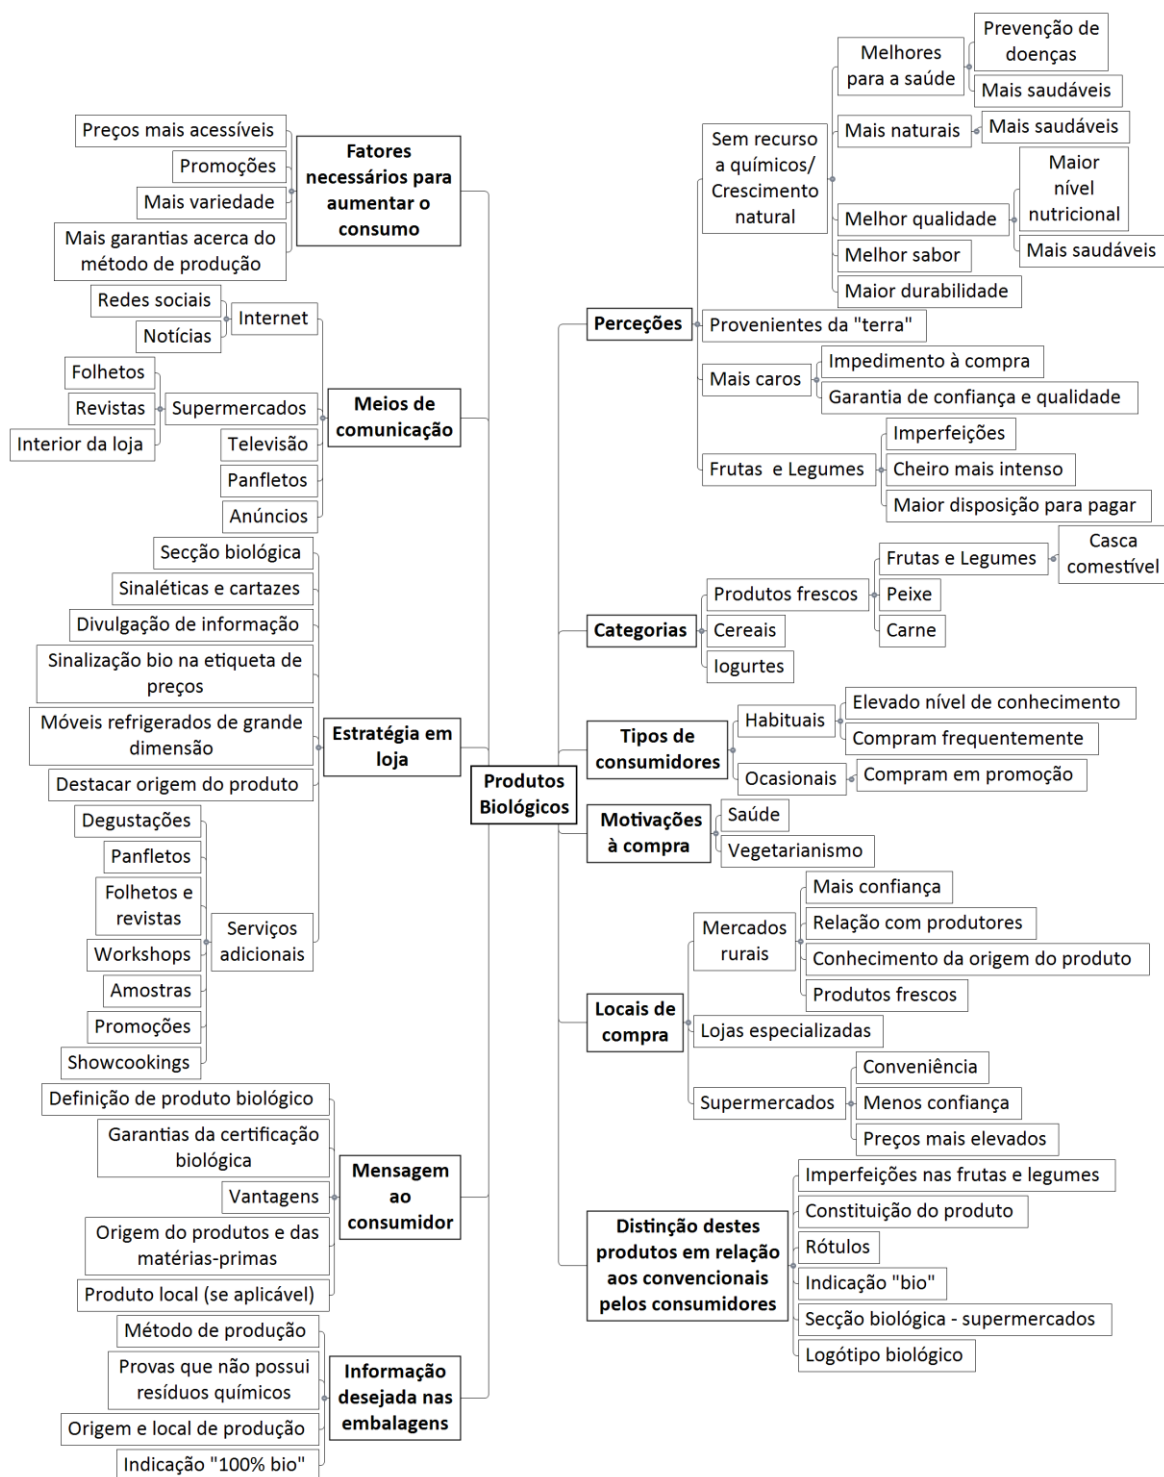 Produtos
Biológicos
Fatores
necessários para
aumentar o
consumo
Preços mais acessíveis
Promoções
Mais variedade
Mais garantias acerca do
método de produção
Meios de
comunicação
Internet
Redes sociais
Notícias
Supermercados
Folhetos
Revistas
Interior da loja
Televisão
Panfletos
Anúncios
Estratégia em
loja
Secção biológica
Sinaléticas e cartazes
Divulgação de informação
Sinalização bio na etiqueta de
preços
Móveis refrigerados de grande
dimensão
Destacar origem do produto
Serviços
adicionais
Degustações
Panfletos
Folhetos e
revistas
Workshops
Amostras
Promoções
Showcookings
Mensagem
ao
consumidor
Definição de produto biológico
Garantias da certificação
biológica
Vantagens
Origem do produtos e das
matérias-primas
Produto local (se aplicável)
Informação
desejada nas
embalagens
Método de produção
Provas que não possui
resíduos químicos
Origem e local de produção
Indicação "100% bio"
Perceções
Sem recurso
a químicos/
Crescimento
natural
Melhores
para a saúde
Prevenção de
doenças
Mais saudáveis
Mais naturais
Mais saudáveis
Melhor qualidade
Maior
nível
nutricional
Mais saudáveis
Melhor sabor
Maior durabilidade
Provenientes da "terra"
Mais caros
Impedimento à compra
Garantia de confiança e qualidade
Frutas e Legumes
Imperfeições
Cheiro mais intenso
Maior disposição para pagar
Categorias
Produtos frescos
Frutas e Legumes
Casca
comestível
Peixe
Carne
Cereais
Iogurtes
Tipos de
consumidores
Habituais
Elevado nível de conhecimento
Compram frequentemente
Ocasionais
Compram em promoção
Motivações
à compra
Saúde
Vegetarianismo
Locais de
compra
Mercados
rurais
Mais confiança
Relação com produtores
Conhecimento da origem do produto
Produtos frescos
Lojas especializadas
Supermercados
Conveniência
Menos confiança
Preços mais elevados
Distinção destes
produtos em relação
aos convencionais
pelos consumidores
Imperfeições nas frutas e legumes
Constituição do produto
Rótulos
Indicação "bio"
Secção biológica - supermercados
Logótipo biológico